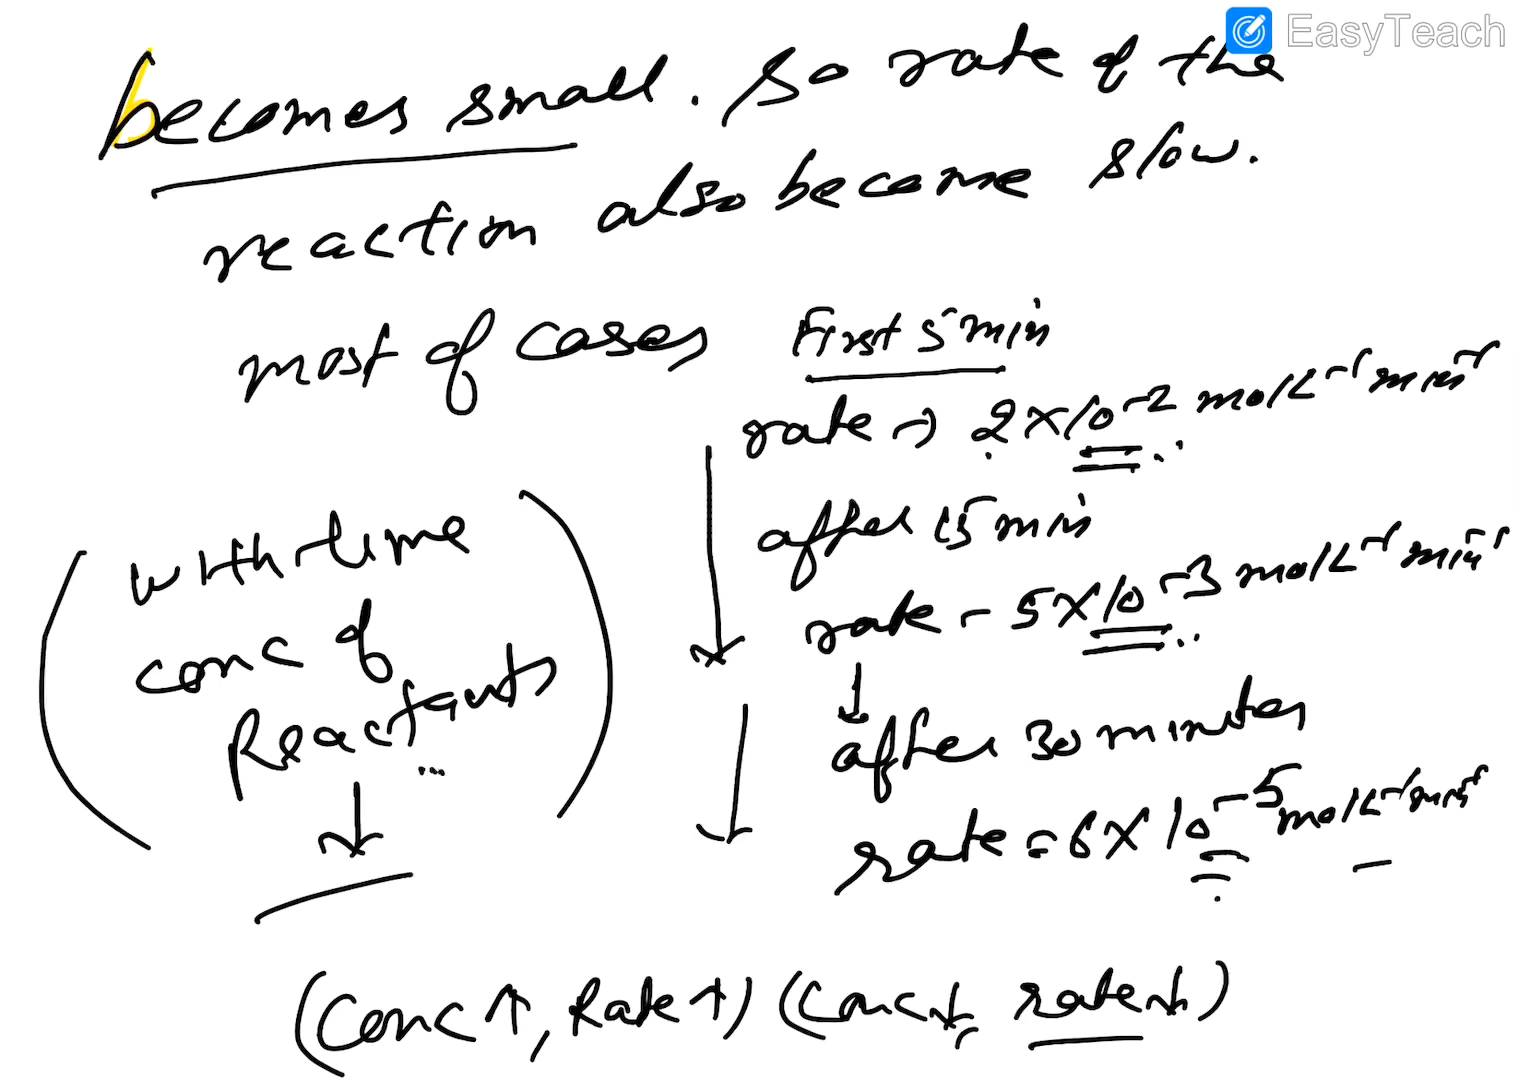 EasyTeach
becomes small. So rate of the
reaction also become slow.
most of cases
First 5 min
rate → 2×10⁻² mol L⁻¹ min⁻¹
after 15 min
rate - 5×10⁻³ mol L⁻¹ min⁻¹
↓
after 30 minutes
rate = 6×10⁻⁵ mol L⁻¹ min⁻¹
(with time
conc of
Reactants ...)
↓
(Conc ↑, Rate ↑) (Conc ↓, rate ↓)